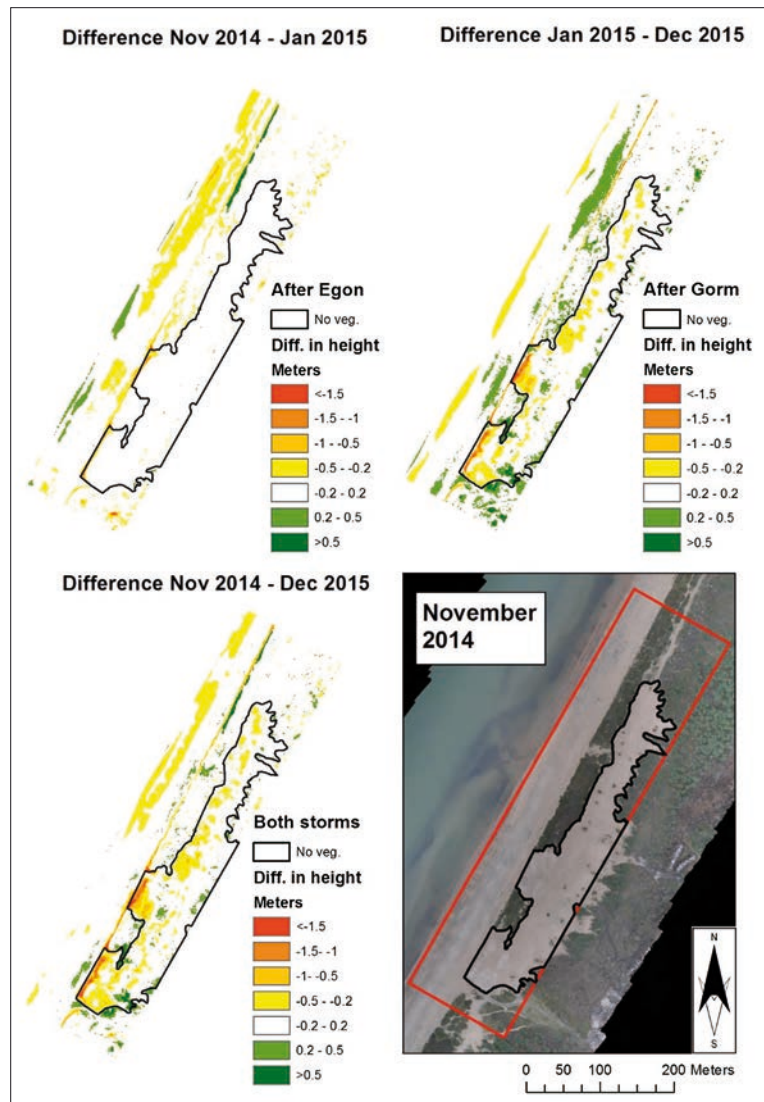 Difference Nov 2014 - Jan 2015
After Egon
No veg.
Diff. in height
Meters
<-1.5
-1.5 - -1
-1 - -0.5
-0.5 - -0.2
-0.2 - 0.2
0.2 - 0.5
>0.5
Difference Jan 2015 - Dec 2015
After Gorm
No veg.
Diff. in height
Meters
<-1.5
-1.5 - -1
-1 - -0.5
-0.5 - -0.2
-0.2 - 0.2
0.2 - 0.5
>0.5
Difference Nov 2014 - Dec 2015
Both storms
No veg.
Diff. in height
Meters
<-1.5
-1.5- -1
-1- -0.5
-0.5 - -0.2
-0.2 - 0.2
0.2 - 0.5
>0.5
November
2014
N
S
0 50 100 200 Meters